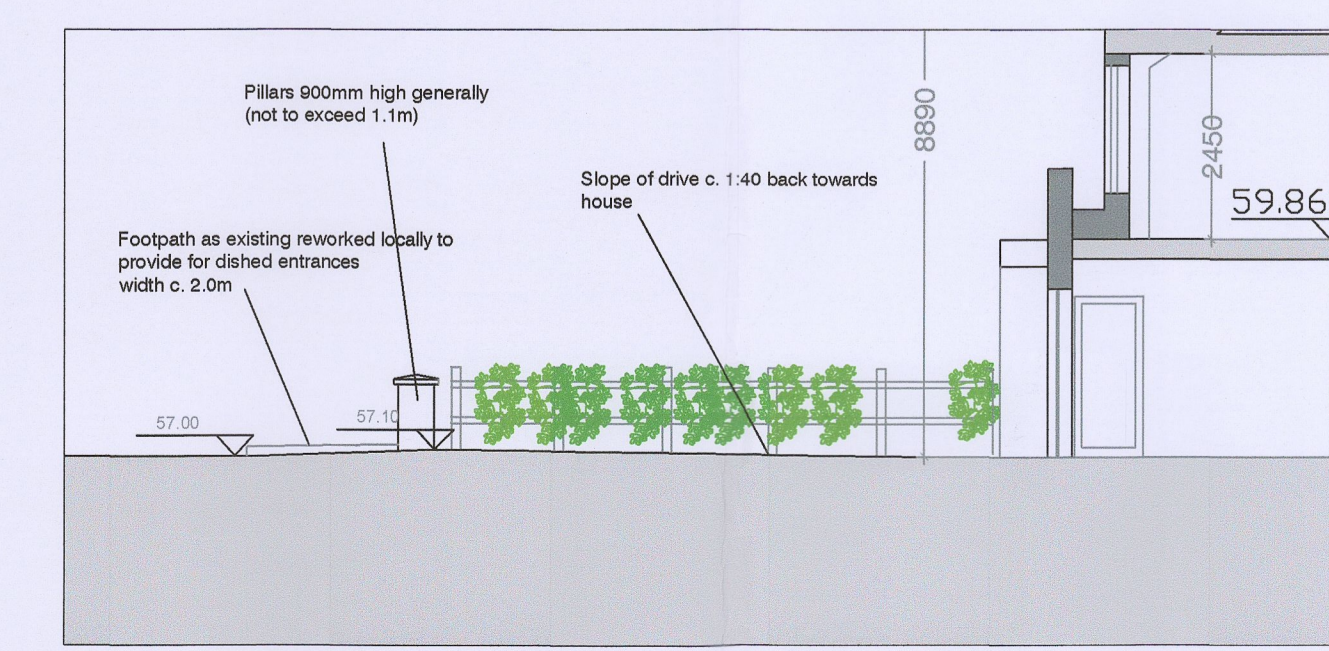 Pillars 900mm high generally
(not to exceed 1.1m)
8890
2450
Slope of drive c. 1:40 back towards
house
59.86
Footpath as existing reworked locally to
provide for dished entrances
width c. 2.0m
57.00
57.10